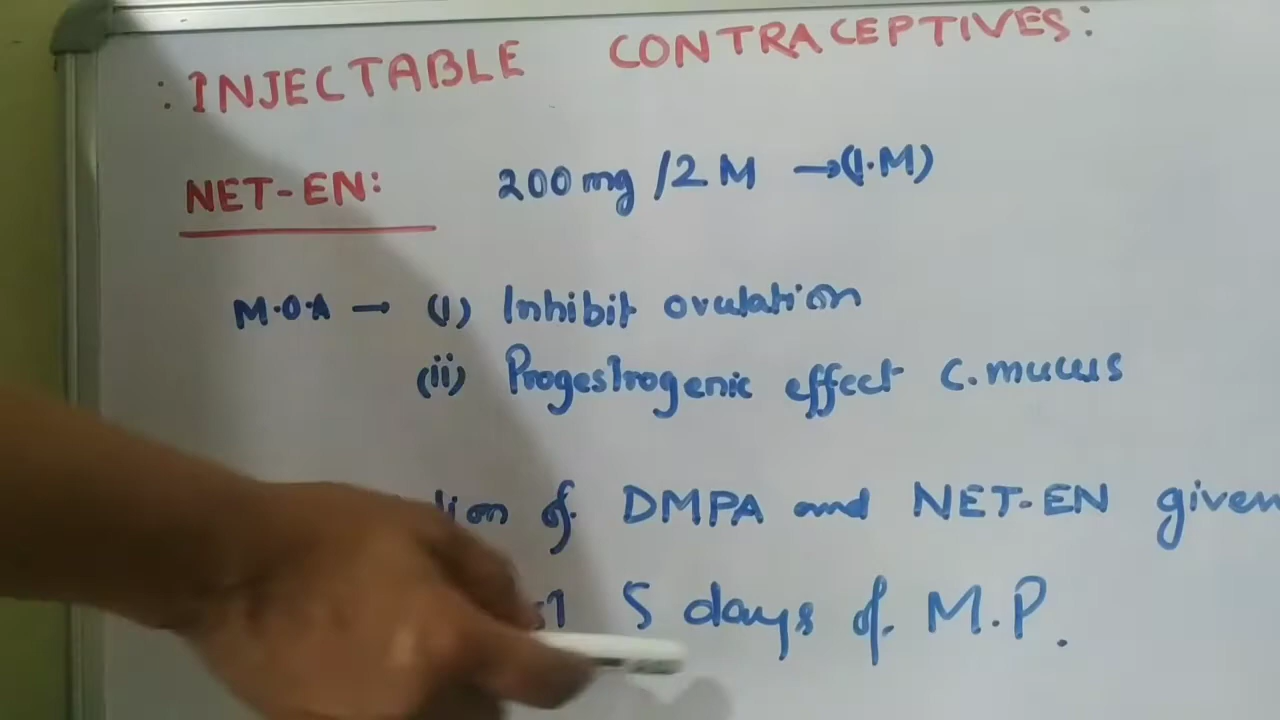 : INJECTABLE CONTRACEPTIVES:
NET-EN: 200 mg /2 M → (I.M)
M.O.A → (i) Inhibit ovulation
(ii) Progestrogenic effect C. mucus
of DMPA and NET-EN given
5 days of M.P.